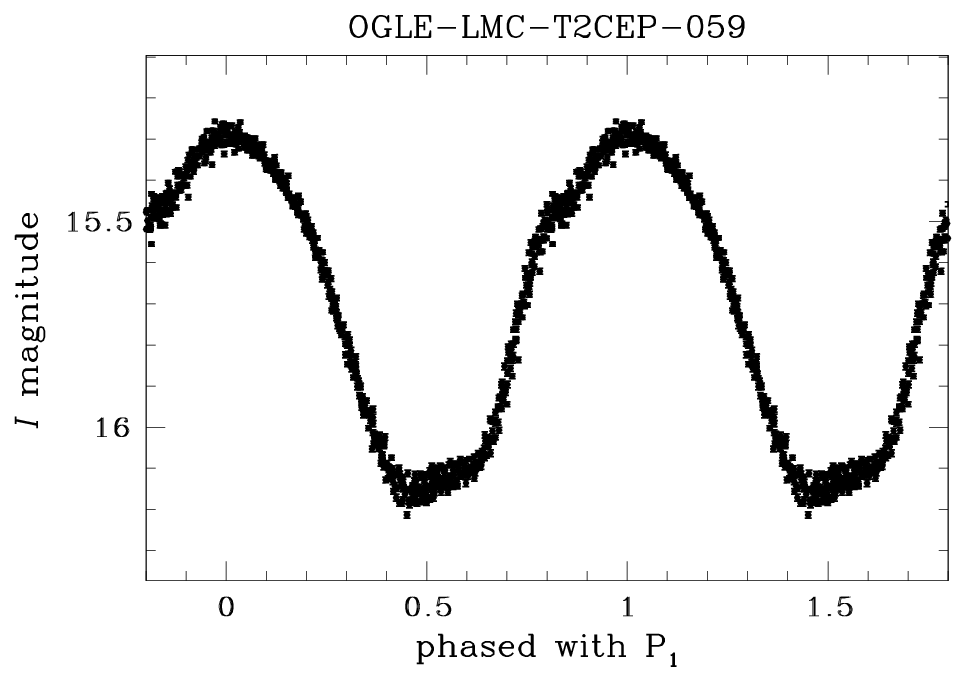 OGLE-LMC-T2CEP-059
I magnitude
15.5
16
0 0.5 1 1.5
phased with P₁